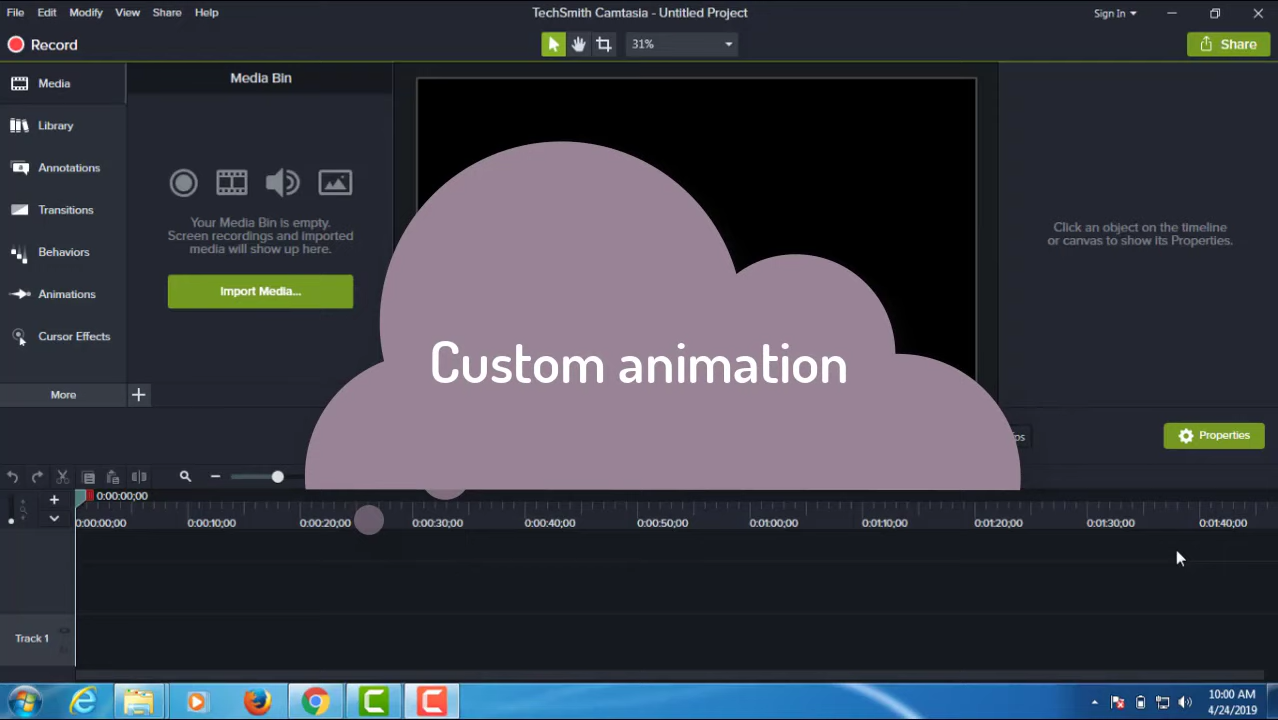 File Edit Modify View Share Help
TechSmith Camtasia - Untitled Project
Sign In
Record
31%
Share
Media
Library
Annotations
Transitions
Behaviors
Animations
Cursor Effects
More
Media Bin
Your Media Bin is empty.
Screen recordings and imported
media will show up here.
Import Media...
Click an object on the timeline
or canvas to show its Properties.
Custom animation
Properties
0:00:00;00
0:00:00;00 0:00:10;00 0:00:20;00 0:00:30;00 0:00:40;00 0:00:50;00 0:01:00;00 0:01:10;00 0:01:20;00 0:01:30;00 0:01:40;00
Track 1
10:00 AM
4/24/2019